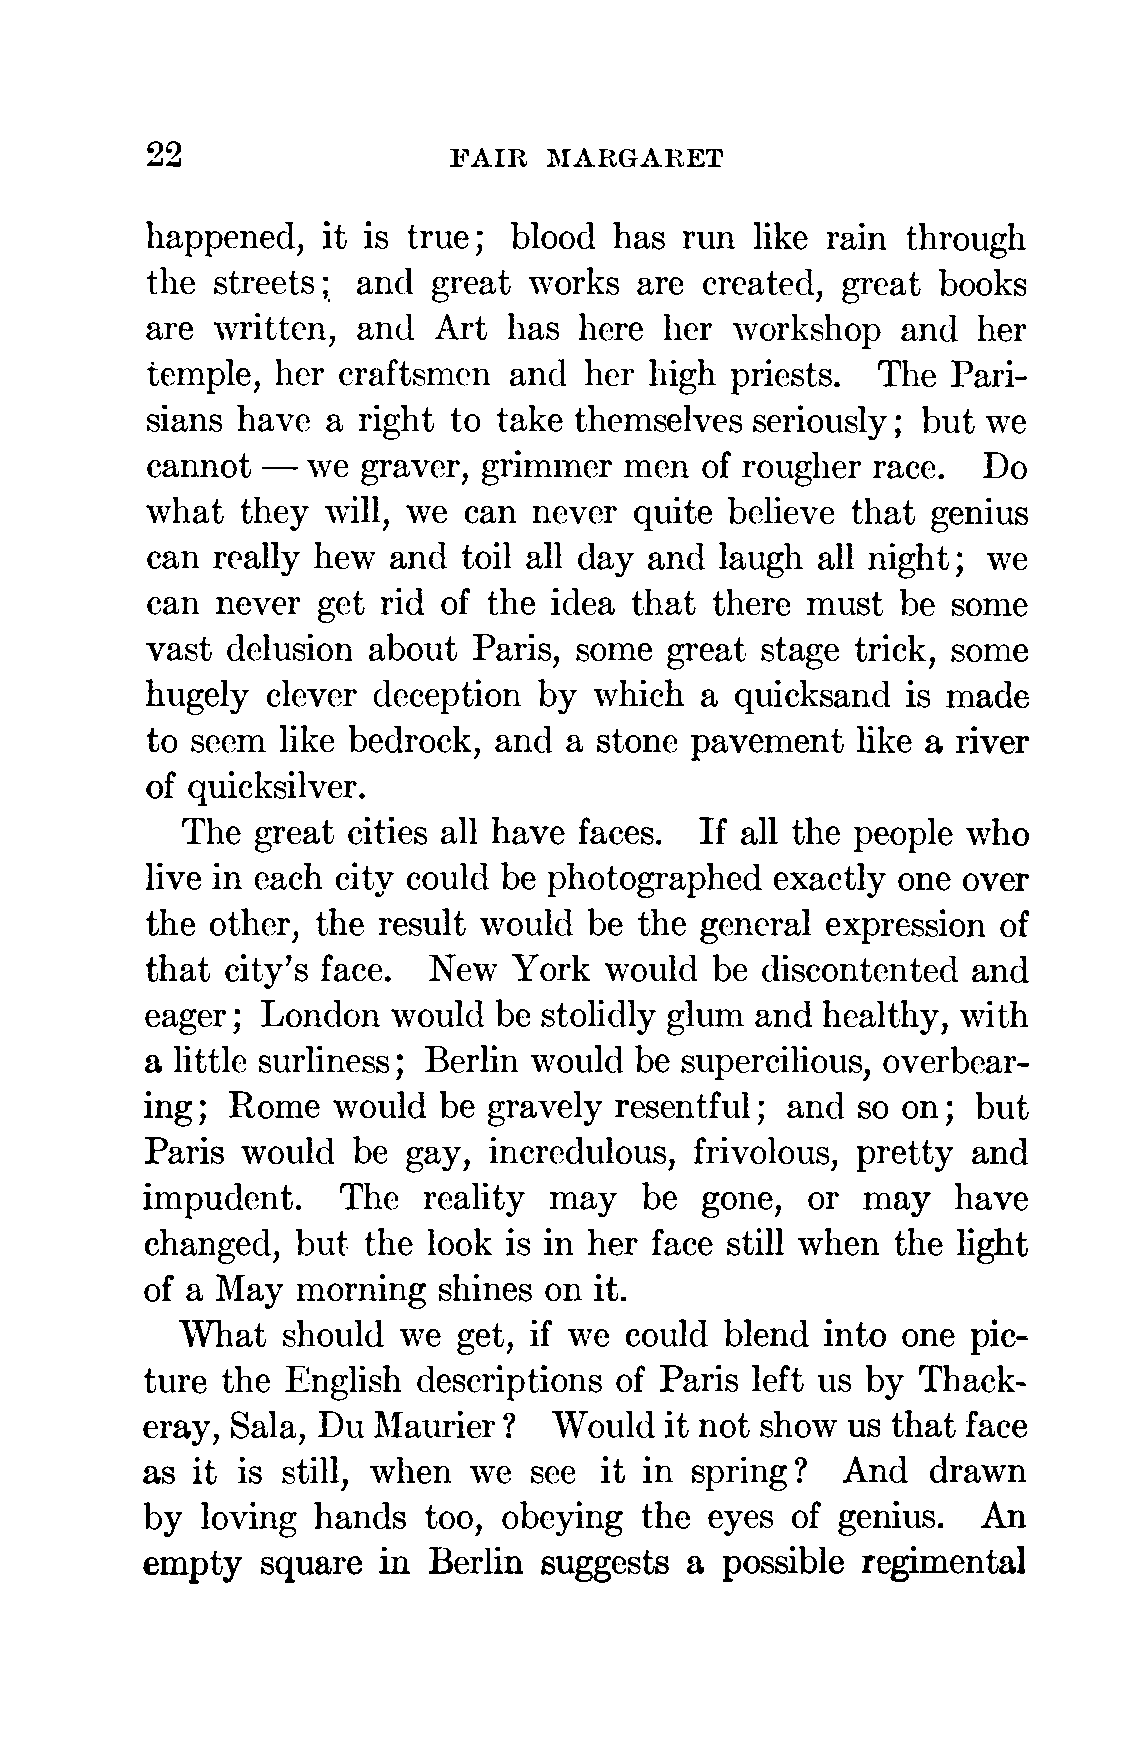 22 FAIR MARGARET
happened, it is true; blood has run like rain through
the streets; and great works are created, great books
are written, and Art has here her workshop and her
temple, her craftsmen and her high priests. The Pari-
sians have a right to take themselves seriously; but we
cannot — we graver, grimmer men of rougher race. Do
what they will, we can never quite believe that genius
can really hew and toil all day and laugh all night; we
can never get rid of the idea that there must be some
vast delusion about Paris, some great stage trick, some
hugely clever deception by which a quicksand is made
to seem like bedrock, and a stone pavement like a river
of quicksilver.
The great cities all have faces. If all the people who
live in each city could be photographed exactly one over
the other, the result would be the general expression of
that city's face. New York would be discontented and
eager; London would be stolidly glum and healthy, with
a little surliness; Berlin would be supercilious, overbear-
ing; Rome would be gravely resentful; and so on; but
Paris would be gay, incredulous, frivolous, pretty and
impudent. The reality may be gone, or may have
changed, but the look is in her face still when the light
of a May morning shines on it.
What should we get, if we could blend into one pic-
ture the English descriptions of Paris left us by Thack-
eray, Sala, Du Maurier? Would it not show us that face
as it is still, when we see it in spring? And drawn
by loving hands too, obeying the eyes of genius. An
empty square in Berlin suggests a possible regimental